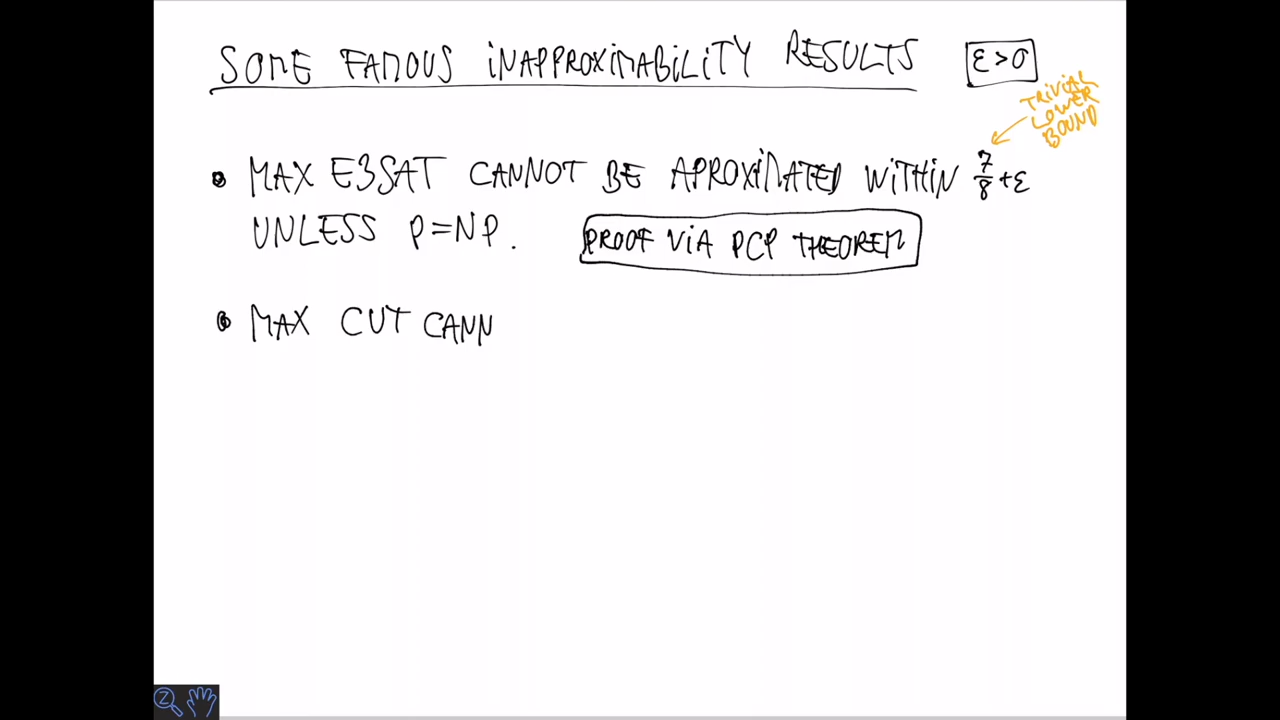 SOME FAMOUS INAPPROXIMABILITY RESULTS ε>0
TRIVIAL
LOWER
BOUND
• MAX E3SAT CANNOT BE APROXIMATED WITHIN 7/8+ε
UNLESS P=NP. PROOF VIA PCP THEOREM
• MAX CUT CANN
Z